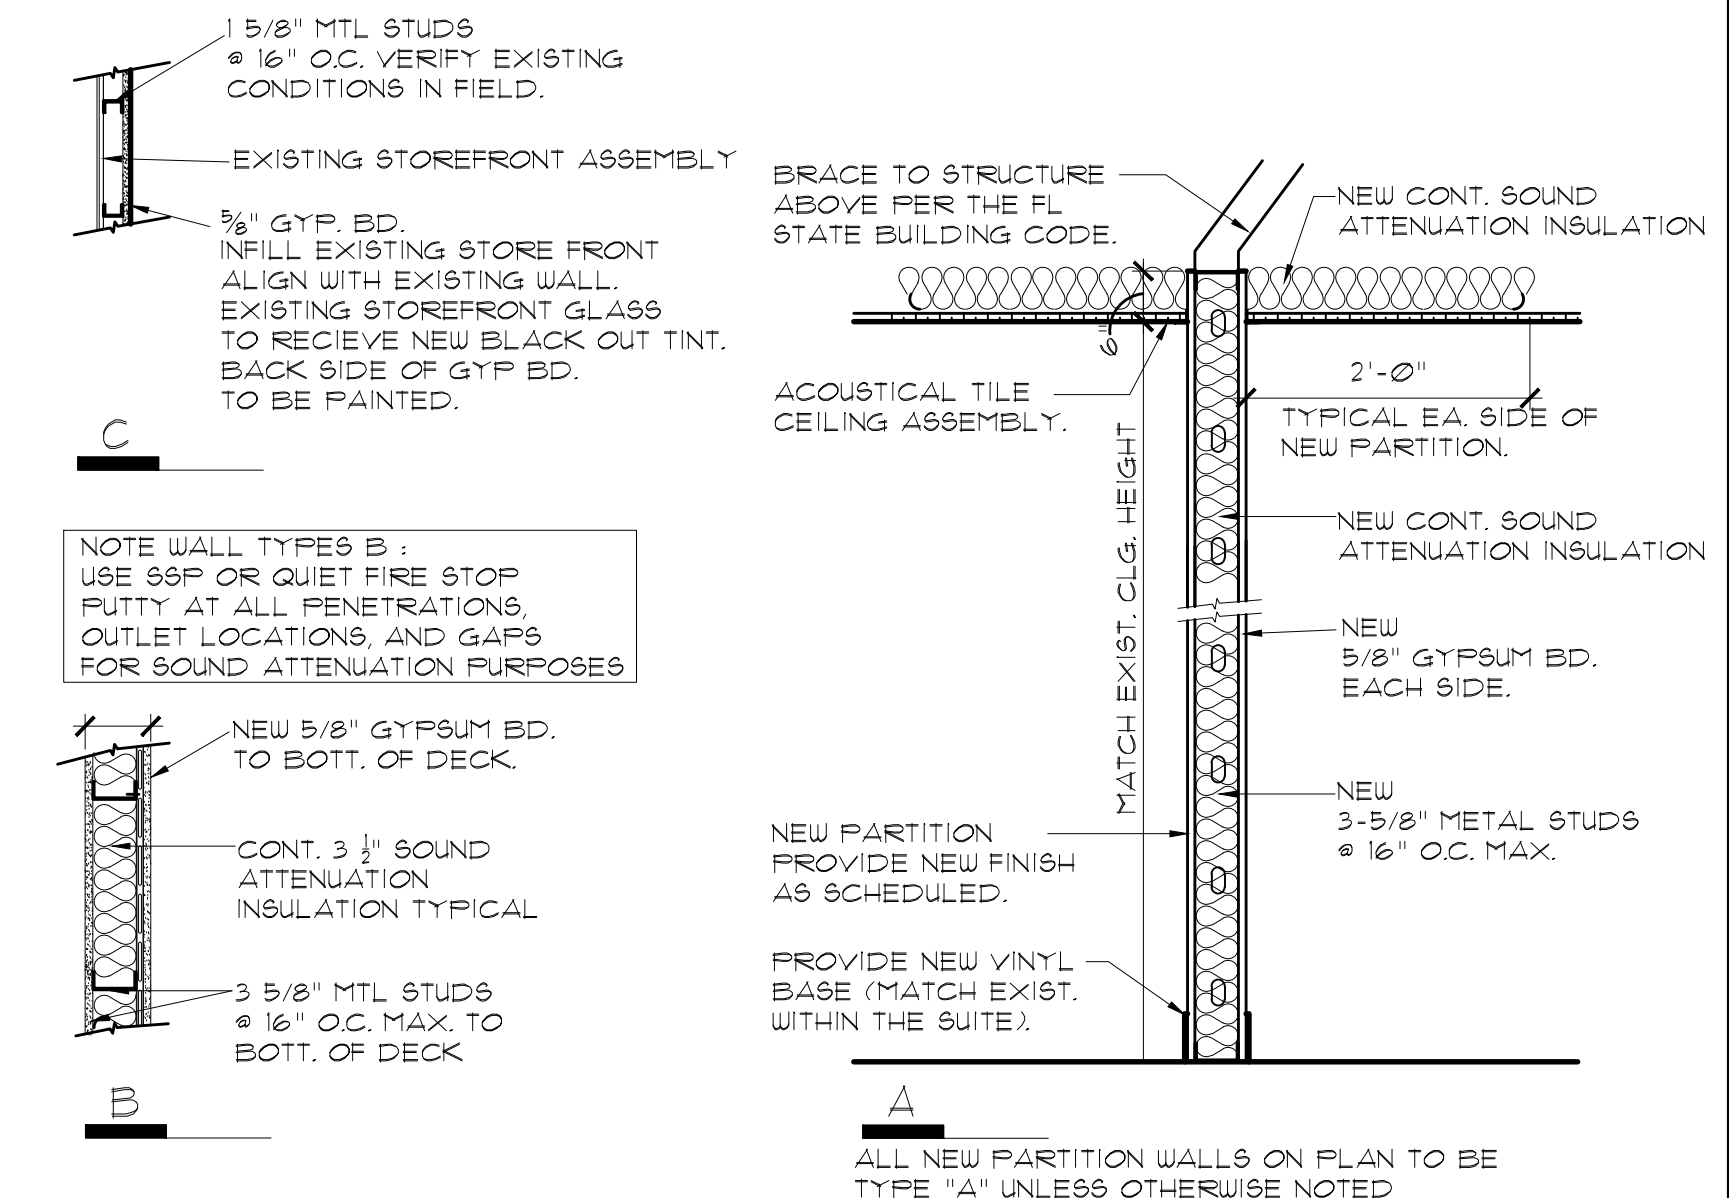 1 5/8" MTL STUDS
@ 16" O.C. VERIFY EXISTING
CONDITIONS IN FIELD.
EXISTING STOREFRONT ASSEMBLY
5/8" GYP. BD.
INFILL EXISTING STORE FRONT
ALIGN WITH EXISTING WALL.
EXISTING STOREFRONT GLASS
TO RECIEVE NEW BLACK OUT TINT.
BACK SIDE OF GYP BD.
TO BE PAINTED.
C
NOTE WALL TYPES B :
USE SSP OR QUIET FIRE STOP
PUTTY AT ALL PENETRATIONS,
OUTLET LOCATIONS, AND GAPS
FOR SOUND ATTENUATION PURPOSES
NEW 5/8" GYPSUM BD.
TO BOTT. OF DECK.
CONT. 3 1/2" SOUND
ATTENUATION
INSULATION TYPICAL
3 5/8" MTL STUDS
@ 16" O.C. MAX. TO
BOTT. OF DECK
B
BRACE TO STRUCTURE
ABOVE PER THE FL
STATE BUILDING CODE.
NEW CONT. SOUND
ATTENUATION INSULATION
6"
ACOUSTICAL TILE
CEILING ASSEMBLY.
2'-0"
TYPICAL EA. SIDE OF
NEW PARTITION.
MATCH EXIST. CLG. HEIGHT
NEW CONT. SOUND
ATTENUATION INSULATION
NEW
5/8" GYPSUM BD.
EACH SIDE.
NEW
3-5/8" METAL STUDS
@ 16" O.C. MAX.
NEW PARTITION
PROVIDE NEW FINISH
AS SCHEDULED.
PROVIDE NEW VINYL
BASE (MATCH EXIST.
WITHIN THE SUITE).
A
ALL NEW PARTITION WALLS ON PLAN TO BE
TYPE "A" UNLESS OTHERWISE NOTED